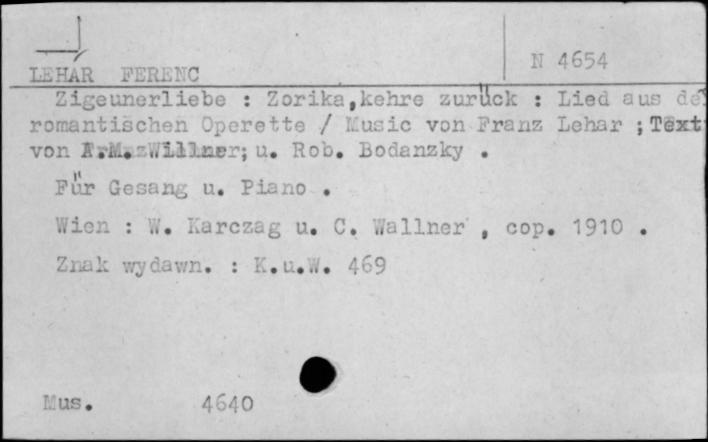 N 4654
LEHAR FERENC
Zigeunerliebe : Zorika,kehre zurück : Lied aus der
romantischen Operette / Music von Franz Lehar ; Text
von A.M. Willner; u. Rob. Bodanzky .
Für Gesang u. Piano .
Wien : W. Karczag u. C. Wallner , cop. 1910 .
Znak wydawn. : K.u.W. 469
Mus. 4640